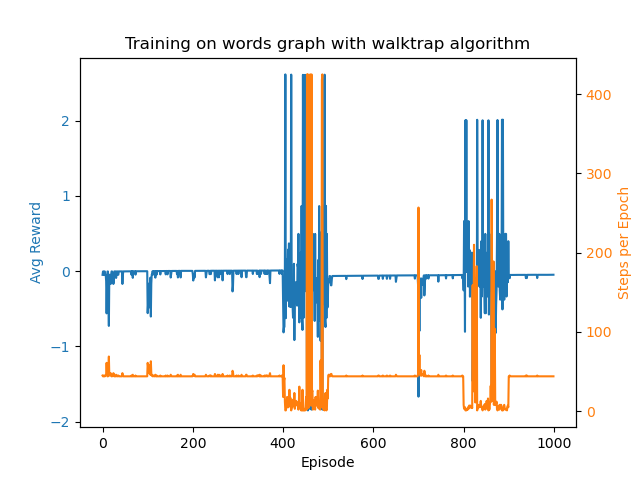 Training on words graph with walktrap algorithm
2
1
0
−1
−2
Avg Reward
400
300
200
100
0
Steps per Epoch
0 200 400 600 800 1000
Episode